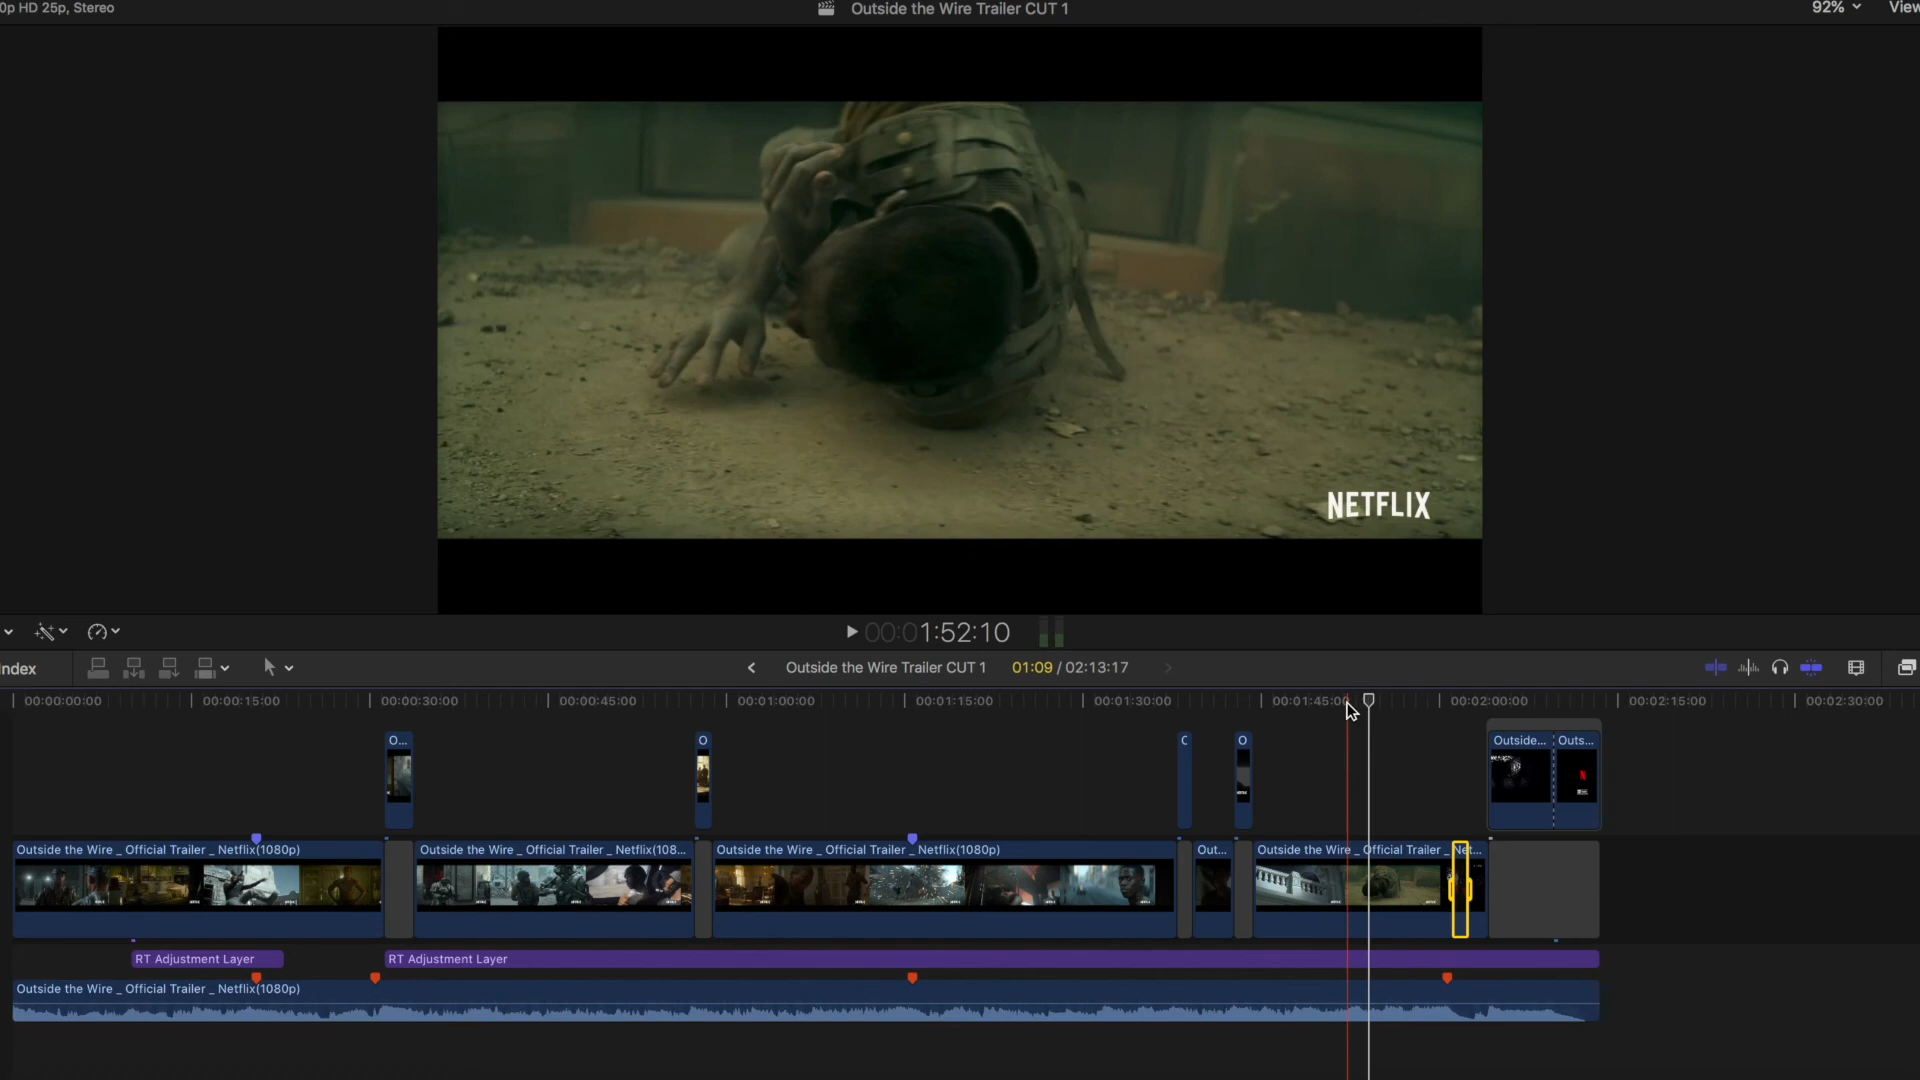 0p HD 25p, Stereo
Outside the Wire Trailer CUT 1
92%
View
NETFLIX
00:01:52:10
Index
Outside the Wire Trailer CUT 1
01:09 / 02:13:17
00:00:00:00
00:00:15:00
00:00:30:00
00:00:45:00
00:01:00:00
00:01:15:00
00:01:30:00
00:01:45:00
00:02:00:00
00:02:15:00
00:02:30:00
O...
O
O
Outside...
Outs...
Outside the Wire _ Official Trailer _ Netflix(1080p)
Outside the Wire _ Official Trailer _ Netflix(108...
Outside the Wire _ Official Trailer _ Netflix(1080p)
Out...
Outside the Wire _ Official Trailer _ Net...
RT Adjustment Layer
RT Adjustment Layer
Outside the Wire _ Official Trailer _ Netflix(1080p)